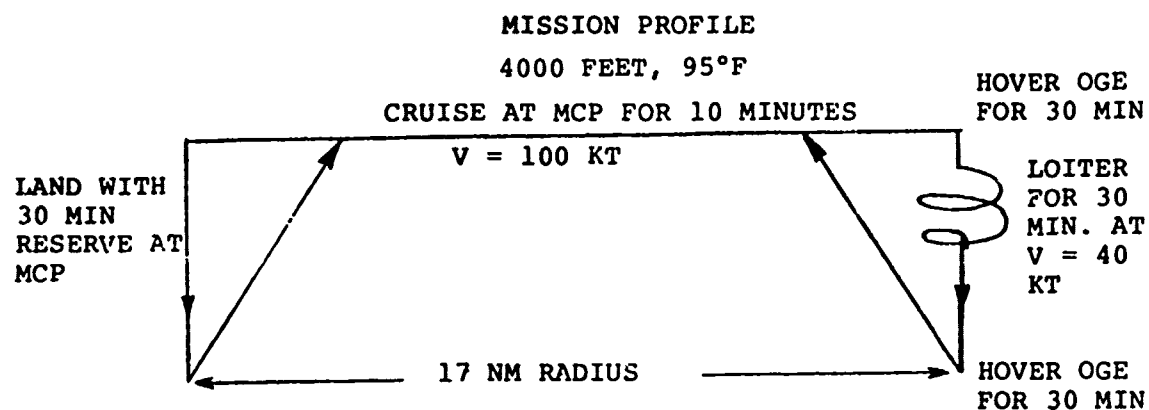 MISSION PROFILE
4000 FEET, 95°F
CRUISE AT MCP FOR 10 MINUTES
V = 100 KT
HOVER OGE
FOR 30 MIN
LAND WITH
30 MIN
RESERVE AT
MCP
LOITER
FOR 30
MIN. AT
V = 40
KT
17 NM RADIUS
HOVER OGE
FOR 30 MIN